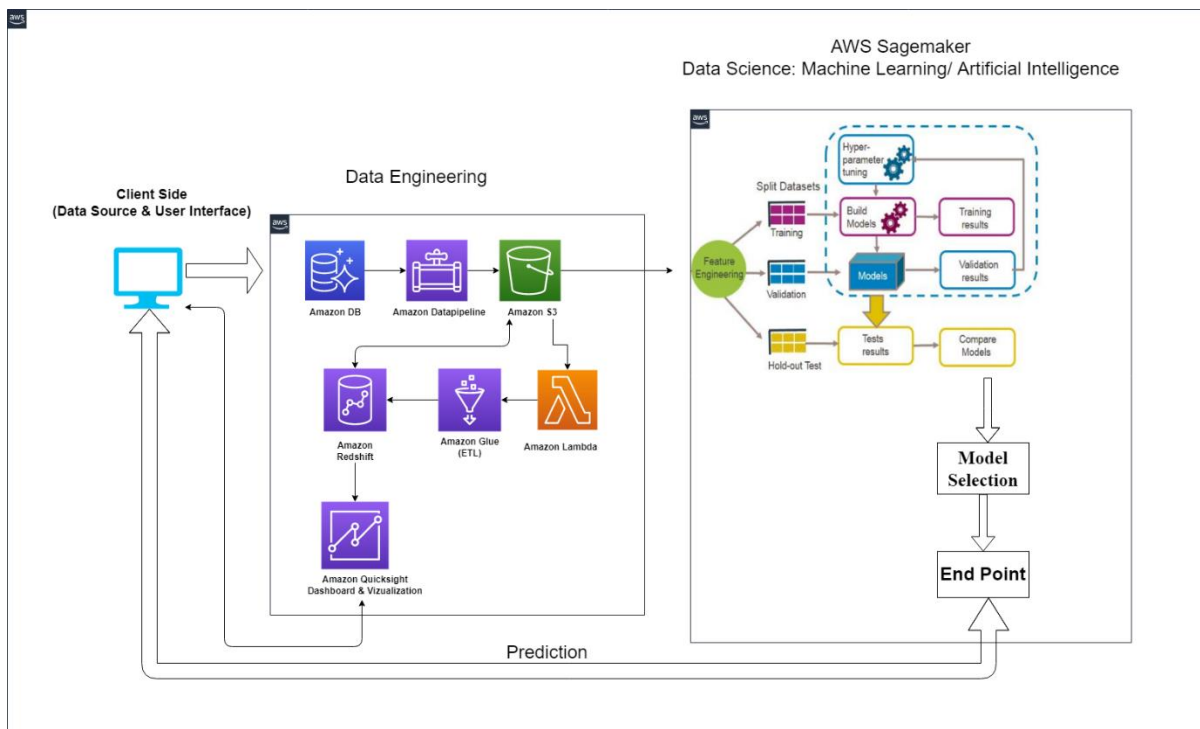 aws
AWS Sagemaker
Data Science: Machine Learning/ Artificial Intelligence
Data Engineering
Client Side
(Data Source & User Interface)
aws
Amazon DB
Amazon Datapipeline
Amazon S3
Amazon
Redshift
Amazon Glue
(ETL)
Amazon Lambda
Amazon Quicksight
Dashboard & Vizualization
aws
Hyper-
parameter
tuning
Split Datasets
Training
Build
Models
Training
results
Feature
Engineering
Validation
Models
Validation
results
Hold-out Test
Tests
results
Compare
Models
Model
Selection
End Point
Prediction